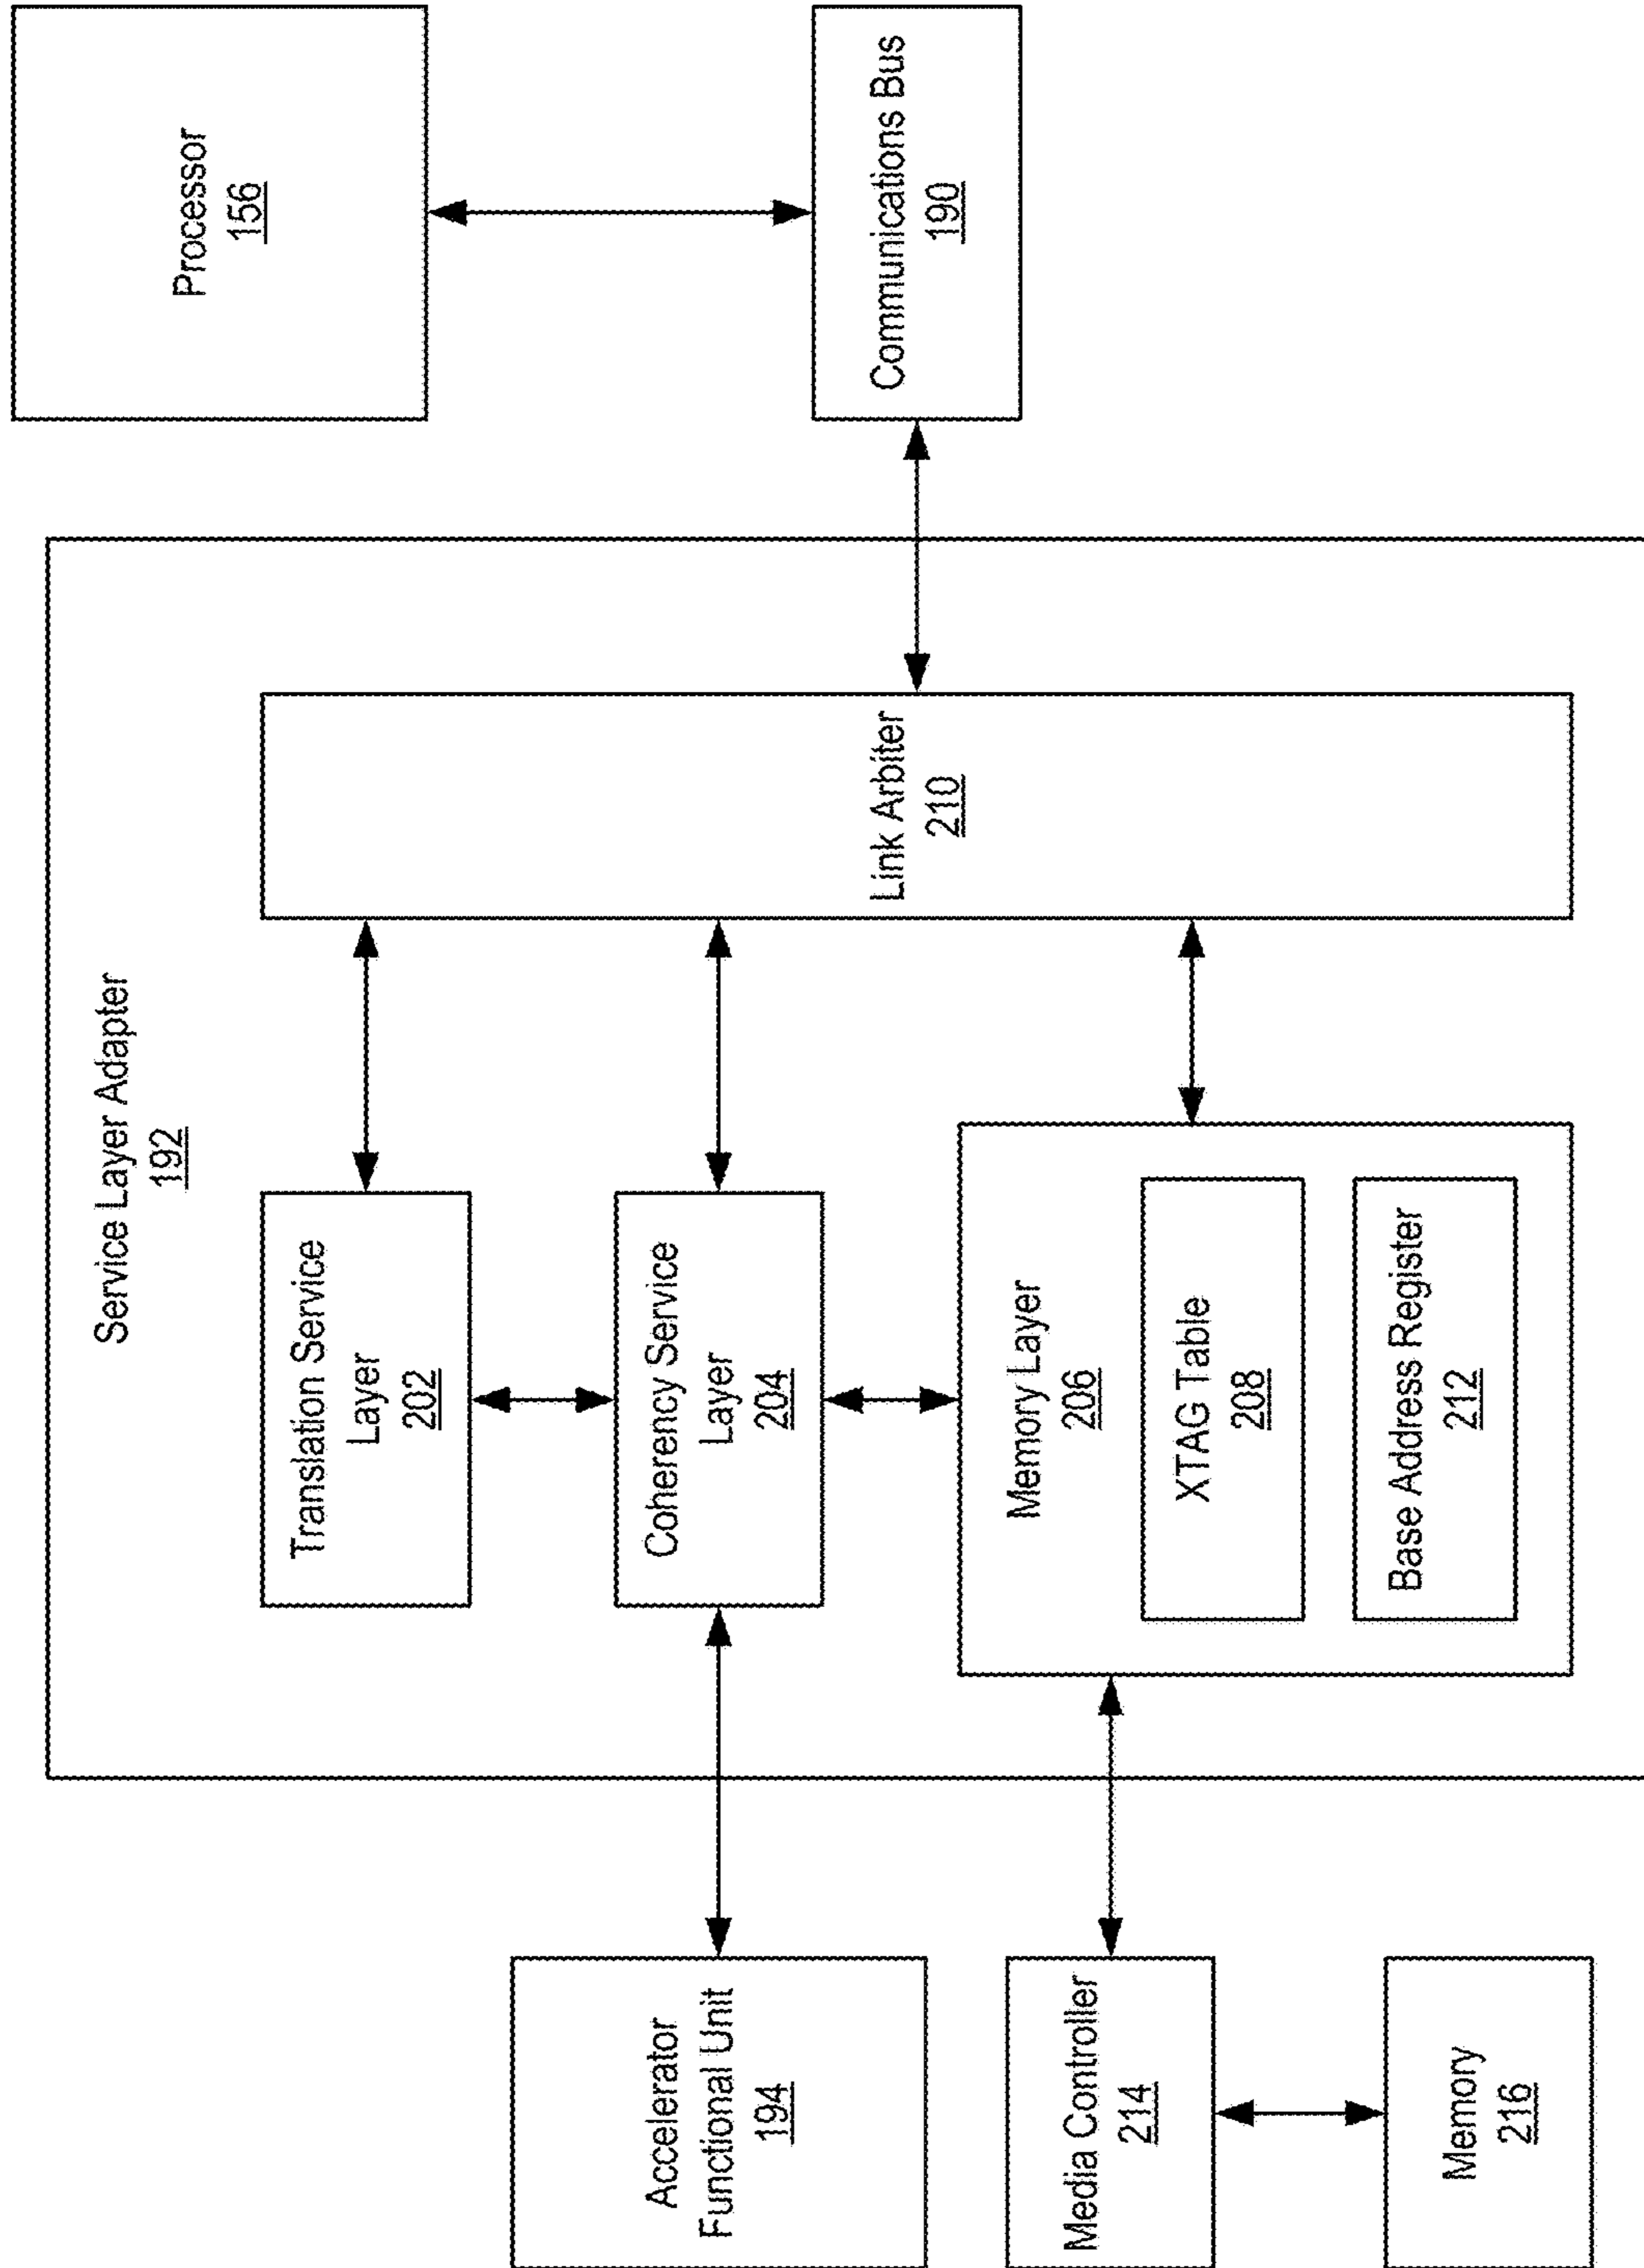 Service Layer Adapter
192
Accelerator
Functional Unit
194
Media Controller
214
Memory
216
Translation Service
Layer
202
Coherency Service
Layer
204
Memory Layer
206
XTAG Table
208
Base Address Register
212
Link Arbiter
210
Processor
156
Communications Bus
190